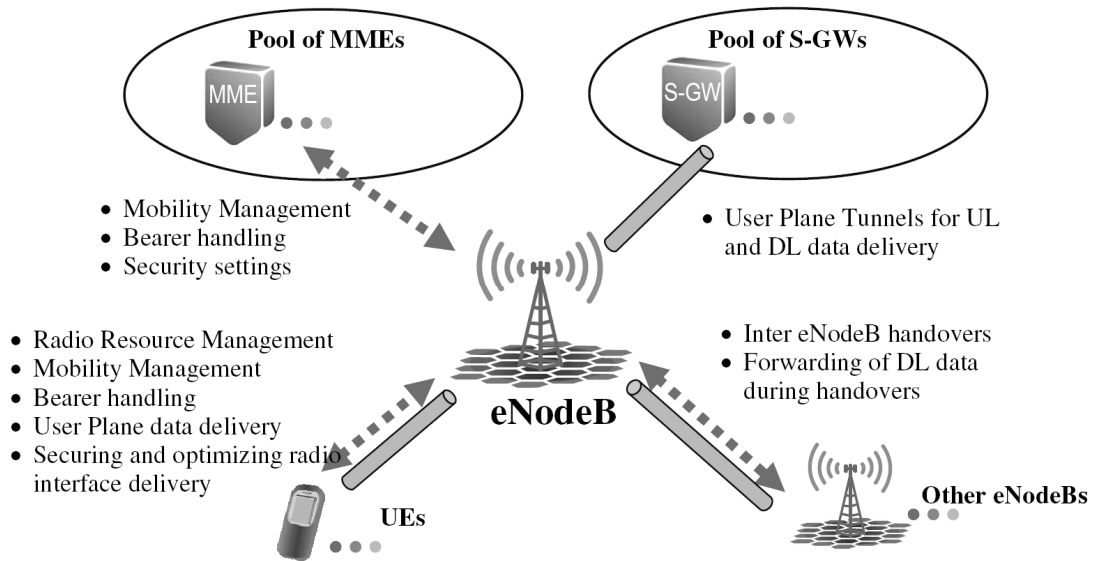 Pool of MMEs
MME
Pool of S-GWs
S-GW
• Mobility Management
• Bearer handling
• Security settings
• User Plane Tunnels for UL
and DL data delivery
• Radio Resource Management
• Mobility Management
• Bearer handling
• User Plane data delivery
• Securing and optimizing radio
interface delivery
• Inter eNodeB handovers
• Forwarding of DL data
during handovers
eNodeB
UEs
Other eNodeBs